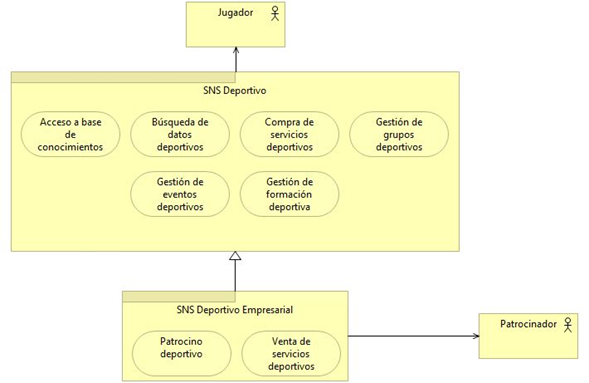 Jugador
SNS Deportivo
Acceso a base
de
conocimientos
Búsqueda de
datos
deportivos
Compra de
servicios
deportivos
Gestión de
grupos
deportivos
Gestión de
eventos
deportivos
Gestión de
formación
deportiva
SNS Deportivo Empresarial
Patrocino
deportivo
Venta de
servicios
deportivos
Patrocinador